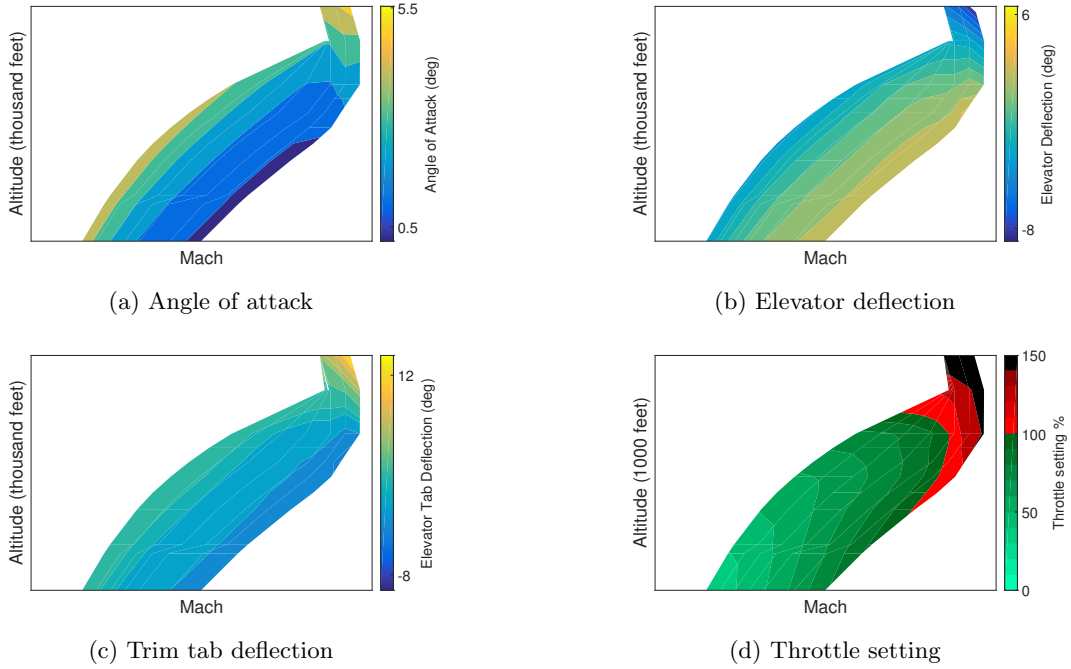 5.5
Altitude (thousand feet)
Angle of Attack (deg)
0.5
Mach
(a) Angle of attack
6
Altitude (thousand feet)
Elevator Deflection (deg)
-8
Mach
(b) Elevator deflection
12
Altitude (thousand feet)
Elevator Tab Deflection (deg)
-8
Mach
(c) Trim tab deflection
150
Altitude (1000 feet)
100
Throttle setting %
50
0
Mach
(d) Throttle setting